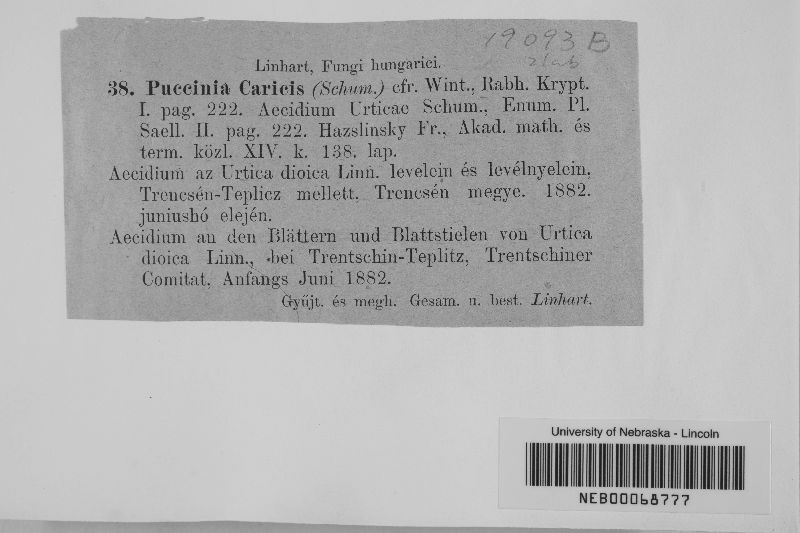 19093 B
Linhart, Fungi hungarici.
38. Puccinia Caricis (Schum.) cfr. Wint., Rabh. Krypt.
I. pag. 222. Aecidium Urticae Schum., Enum. Pl.
Saell. II. pag. 222. Hazslinsky Fr., Akad. math. és
term. közl. XIV. k. 138. lap.
Aecidium az Urtica dioica Linn. levelein és levélnyelein,
Trencsén-Teplicz mellett, Trencsén megye. 1882.
juniushó elején.
Aecidium an den Blättern und Blattstielen von Urtica
dioica Linn., bei Trentschin-Teplitz, Trentschiner
Comitat, Anfangs Juni 1882.
Gyűjt. és megh. Gesam. u. best. Linhart.
University of Nebraska - Lincoln
NEB00068777